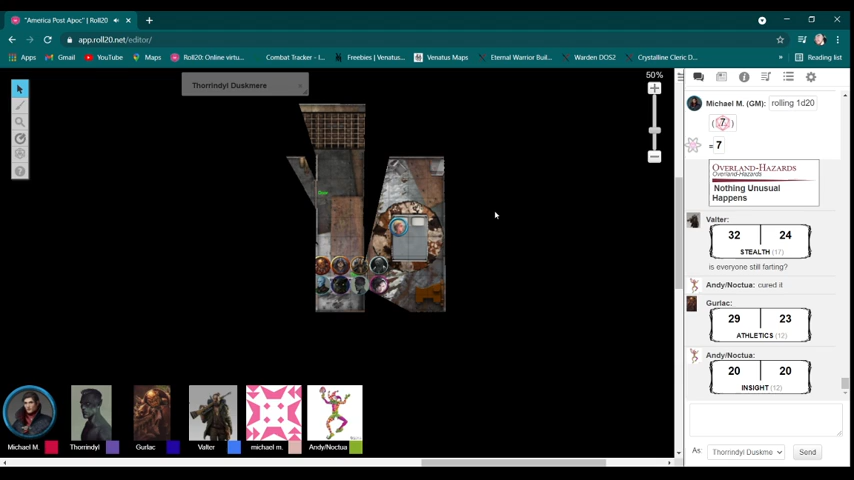 "America Post Apoc" | Roll20
app.roll20.net/editor/
Apps
Gmail
YouTube
Maps
Roll20: Online virtu...
Combat Tracker - I...
Freebies | Venatus...
Venatus Maps
Eternal Warrior Buil...
Warden DOS2
Crystalline Cleric D...
»
Reading list
Thorrindyl Duskmere
50%
Michael M. (GM): rolling 1d20
(7)
=7
OVERLAND-HAZARDS
Overland-Hazards
Nothing Unusual
Happens
Valter:
32 24
STEALTH (17)
is everyone still farting?
Andy/Noctua: cured it
Gurlac:
29 23
ATHLETICS (12)
Andy/Noctua:
20 20
INSIGHT (12)
Michael M.
Thorrindyl
Gurlac
Valter
michael m.
Andy/Noctua
As:
Thorrindyl Duskme
Send